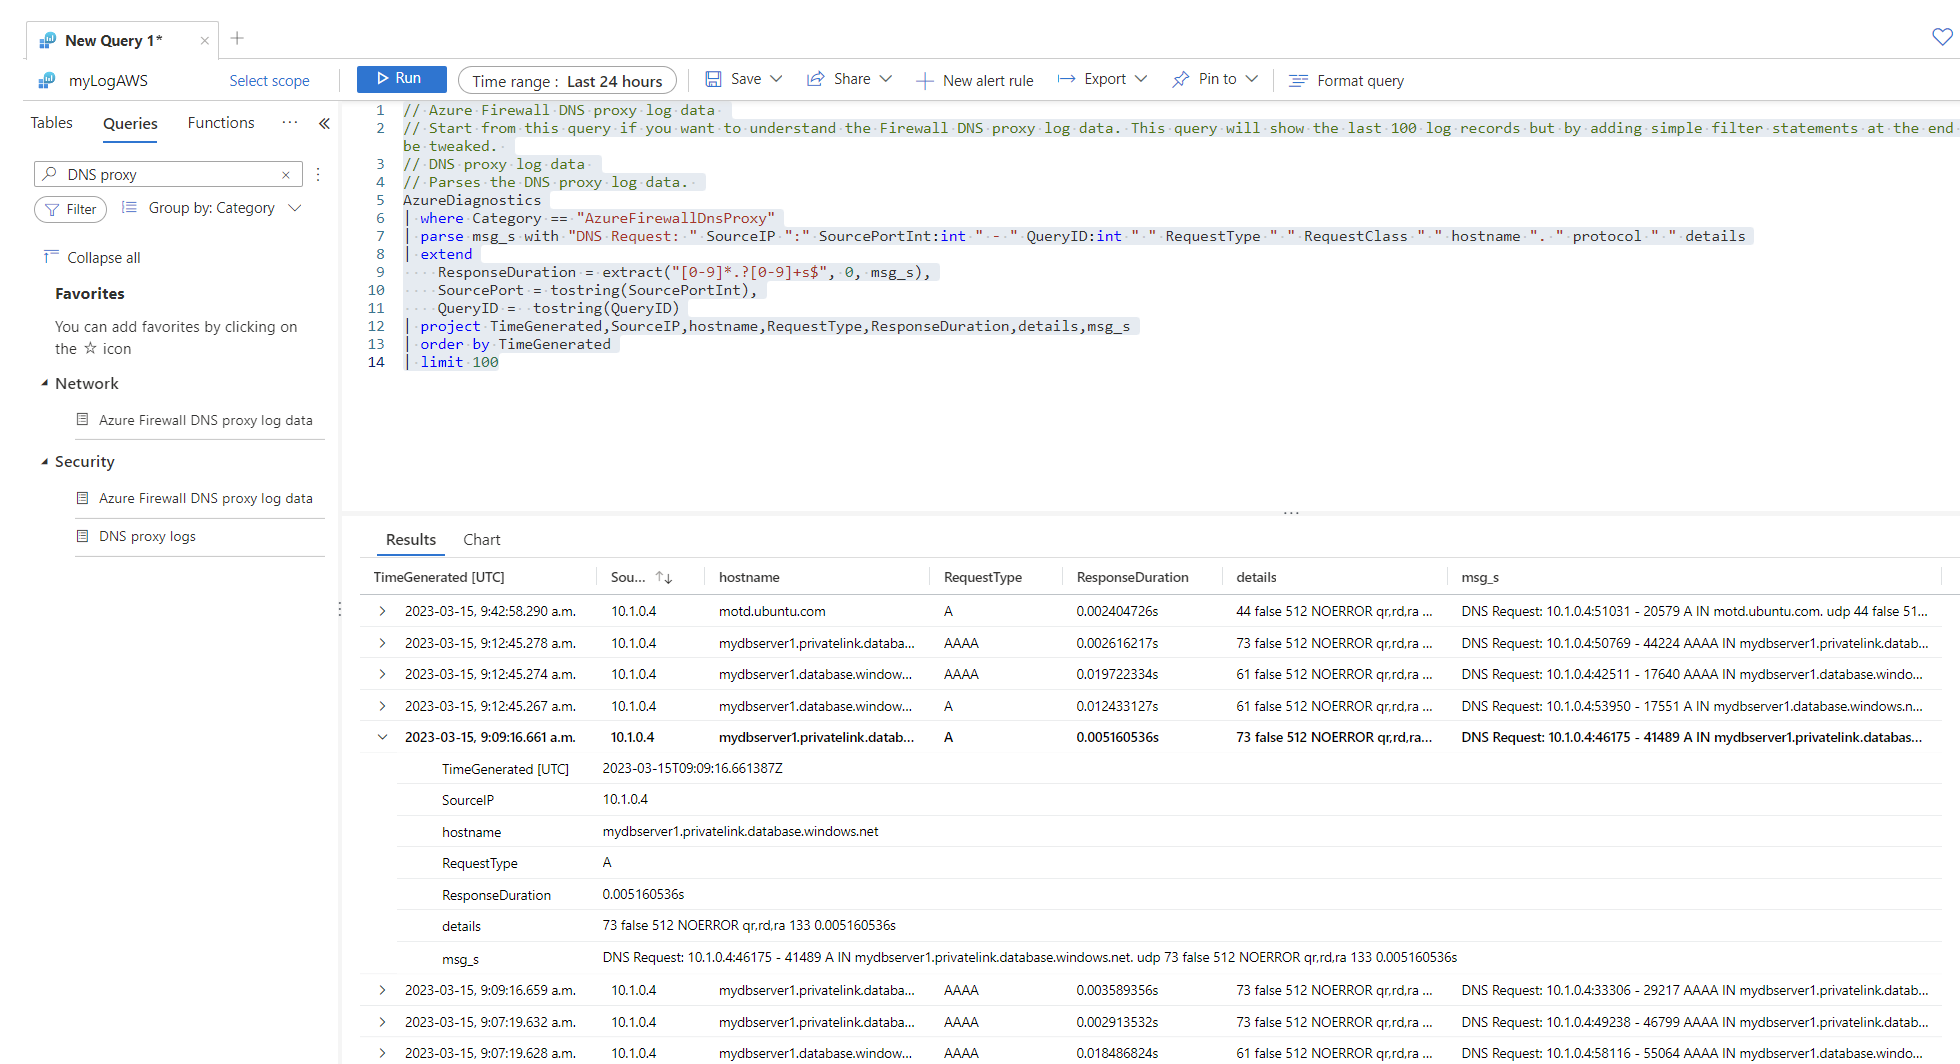 New Query 1*
myLogAWS Select scope Run Time range : Last 24 hours Save Share New alert rule Export Pin to Format query
Tables Queries Functions ...
DNS proxy
Filter Group by: Category
Collapse all
Favorites
You can add favorites by clicking on
the ☆ icon
Network
Azure Firewall DNS proxy log data
Security
Azure Firewall DNS proxy log data
DNS proxy logs
1 // Azure Firewall DNS proxy log data
2 // Start from this query if you want to understand the Firewall DNS proxy log data. This query will show the last 100 log records but by adding simple filter statements at the end
be tweaked.
3 // DNS proxy log data
4 // Parses the DNS proxy log data.
5 AzureDiagnostics
6 | where Category == "AzureFirewallDnsProxy"
7 | parse msg_s with "DNS Request: " SourceIP ":" SourcePortInt:int " - " QueryID:int " " RequestType " " RequestClass " " hostname ". " protocol " " details
8 | extend
9 ResponseDuration = extract("[0-9]*.?[0-9]+s$", 0, msg_s),
10 SourcePort = tostring(SourcePortInt),
11 QueryID =  tostring(QueryID)
12 | project TimeGenerated,SourceIP,hostname,RequestType,ResponseDuration,details,msg_s
13 | order by TimeGenerated
14 | limit 100
Results Chart
TimeGenerated [UTC] Sou... hostname RequestType ResponseDuration details msg_s
2023-03-15, 9:42:58.290 a.m. 10.1.0.4 motd.ubuntu.com A 0.002404726s 44 false 512 NOERROR qr,rd,ra ... DNS Request: 10.1.0.4:51031 - 20579 A IN motd.ubuntu.com. udp 44 false 51...
2023-03-15, 9:12:45.278 a.m. 10.1.0.4 mydbserver1.privatelink.databa... AAAA 0.002616217s 73 false 512 NOERROR qr,rd,ra ... DNS Request: 10.1.0.4:50769 - 44224 AAAA IN mydbserver1.privatelink.datab...
2023-03-15, 9:12:45.274 a.m. 10.1.0.4 mydbserver1.database.window... AAAA 0.019722334s 61 false 512 NOERROR qr,rd,ra ... DNS Request: 10.1.0.4:42511 - 17640 AAAA IN mydbserver1.database.windo...
2023-03-15, 9:12:45.267 a.m. 10.1.0.4 mydbserver1.database.window... A 0.012433127s 61 false 512 NOERROR qr,rd,ra ... DNS Request: 10.1.0.4:53950 - 17551 A IN mydbserver1.database.windows.n...
2023-03-15, 9:09:16.661 a.m. 10.1.0.4 mydbserver1.privatelink.datab... A 0.005160536s 73 false 512 NOERROR qr,rd,ra... DNS Request: 10.1.0.4:46175 - 41489 A IN mydbserver1.privatelink.databas...
TimeGenerated [UTC] 2023-03-15T09:09:16.661387Z
SourceIP 10.1.0.4
hostname mydbserver1.privatelink.database.windows.net
RequestType A
ResponseDuration 0.005160536s
details 73 false 512 NOERROR qr,rd,ra 133 0.005160536s
msg_s DNS Request: 10.1.0.4:46175 - 41489 A IN mydbserver1.privatelink.database.windows.net. udp 73 false 512 NOERROR qr,rd,ra 133 0.005160536s
2023-03-15, 9:09:16.659 a.m. 10.1.0.4 mydbserver1.privatelink.databa... AAAA 0.003589356s 73 false 512 NOERROR qr,rd,ra ... DNS Request: 10.1.0.4:33306 - 29217 AAAA IN mydbserver1.privatelink.datab...
2023-03-15, 9:07:19.632 a.m. 10.1.0.4 mydbserver1.privatelink.databa... AAAA 0.002913532s 73 false 512 NOERROR qr,rd,ra ... DNS Request: 10.1.0.4:49238 - 46799 AAAA IN mydbserver1.privatelink.datab...
2023-03-15, 9:07:19.628 a.m. 10.1.0.4 mydbserver1.database.window... AAAA 0.018486824s 61 false 512 NOERROR qr,rd,ra ... DNS Request: 10.1.0.4:58116 - 55064 AAAA IN mydbserver1.database.windo...